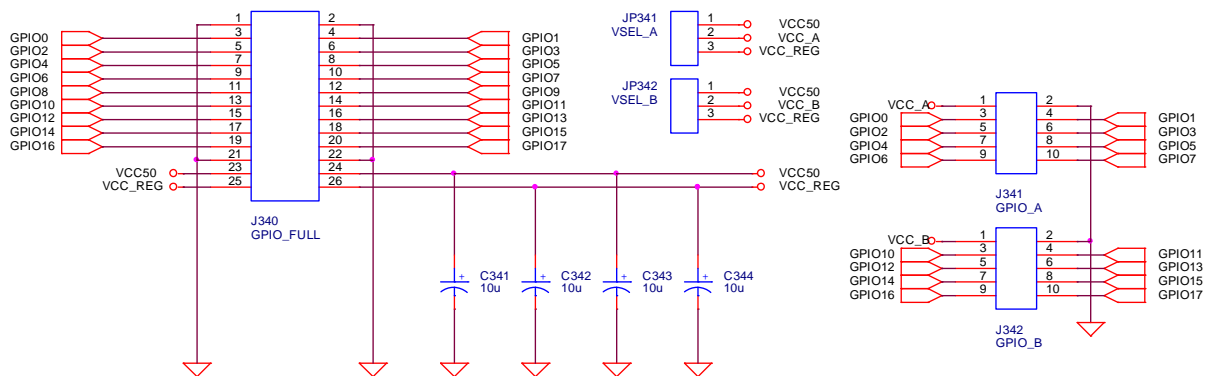 1 2
GPIO0 3 4 GPIO1
GPIO2 5 6 GPIO3
GPIO4 7 8 GPIO5
GPIO6 9 10 GPIO7
GPIO8 11 12 GPIO9
GPIO10 13 14 GPIO11
GPIO12 15 16 GPIO13
GPIO14 17 18 GPIO15
GPIO16 19 20 GPIO17
21 22
VCC50 23 24 VCC50
VCC_REG 25 26 VCC_REG
J340
GPIO_FULL
JP341
VSEL_A
1 VCC50
2 VCC_A
3 VCC_REG
JP342
VSEL_B
1 VCC50
2 VCC_B
3 VCC_REG
+ C341
10u
+ C342
10u
+ C343
10u
+ C344
10u
VCC_A 1 2
GPIO0 3 4 GPIO1
GPIO2 5 6 GPIO3
GPIO4 7 8 GPIO5
GPIO6 9 10 GPIO7
J341
GPIO_A
VCC_B 1 2
GPIO10 3 4 GPIO11
GPIO12 5 6 GPIO13
GPIO14 7 8 GPIO15
GPIO16 9 10 GPIO17
J342
GPIO_B